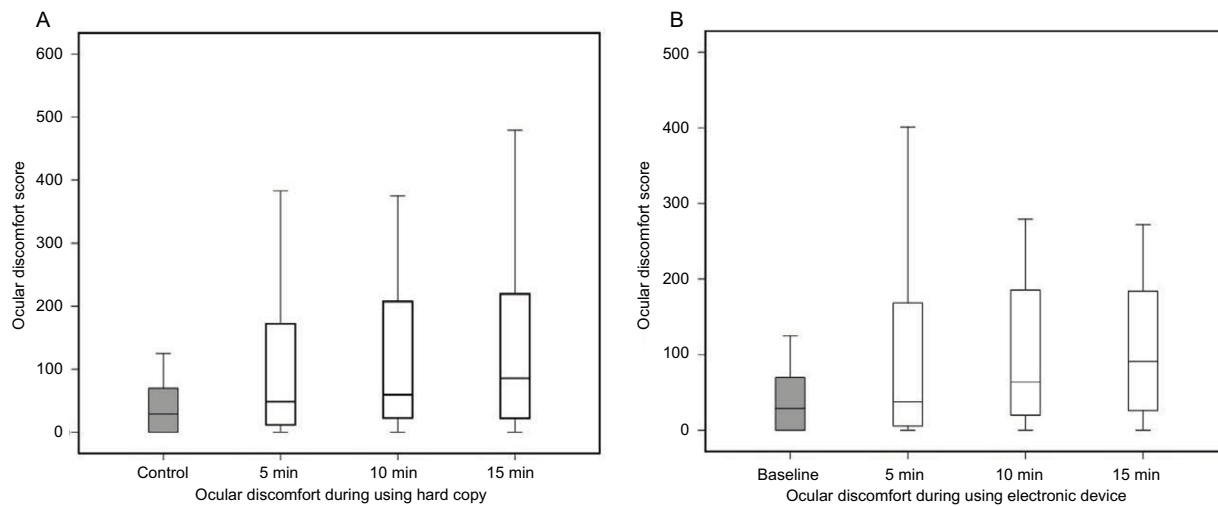 A
Ocular discomfort score
600
500
400
300
200
100
0
Control 5 min 10 min 15 min
Ocular discomfort during using hard copy
B
Ocular discomfort score
500
400
300
200
100
0
Baseline 5 min 10 min 15 min
Ocular discomfort during using electronic device